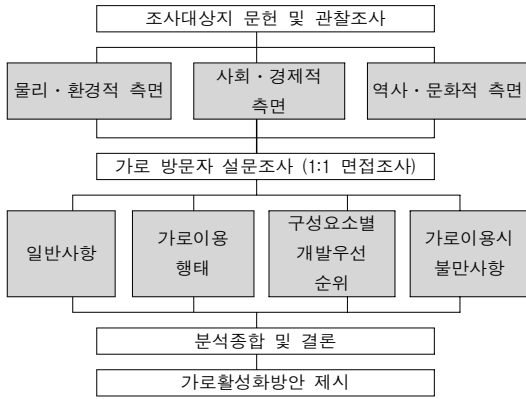 조사대상지 문헌 및 관찰조사
물리・환경적 측면
사회・경제적
측면
역사・문화적 측면
가로 방문자 설문조사 (1:1 면접조사)
일반사항
가로이용
행태
구성요소별
개발우선
순위
가로이용시
불만사항
분석종합 및 결론
가로활성화방안 제시